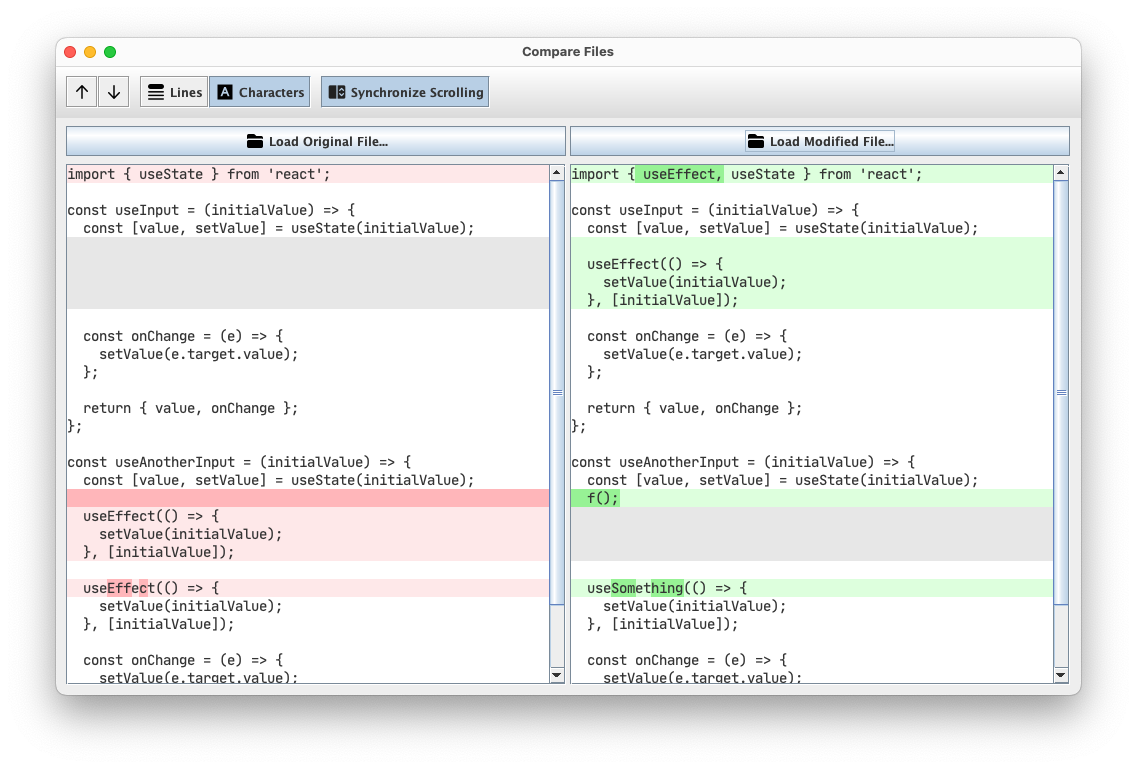 Compare Files
Lines Characters Synchronize Scrolling
Load Original File...
import { useState } from 'react';
const useInput = (initialValue) => {
  const [value, setValue] = useState(initialValue);
  const onChange = (e) => {
    setValue(e.target.value);
  };
  return { value, onChange };
};
const useAnotherInput = (initialValue) => {
  const [value, setValue] = useState(initialValue);
  useEffect(() => {
    setValue(initialValue);
  }, [initialValue]);
  useEffect(() => {
    setValue(initialValue);
  }, [initialValue]);
  const onChange = (e) => {
    setValue(e.target.value);
Load Modified File...
import { useEffect, useState } from 'react';
const useInput = (initialValue) => {
  const [value, setValue] = useState(initialValue);
  useEffect(() => {
    setValue(initialValue);
  }, [initialValue]);
  const onChange = (e) => {
    setValue(e.target.value);
  };
  return { value, onChange };
};
const useAnotherInput = (initialValue) => {
  const [value, setValue] = useState(initialValue);
  f();
  useSomething(() => {
    setValue(initialValue);
  }, [initialValue]);
  const onChange = (e) => {
    setValue(e.target.value);